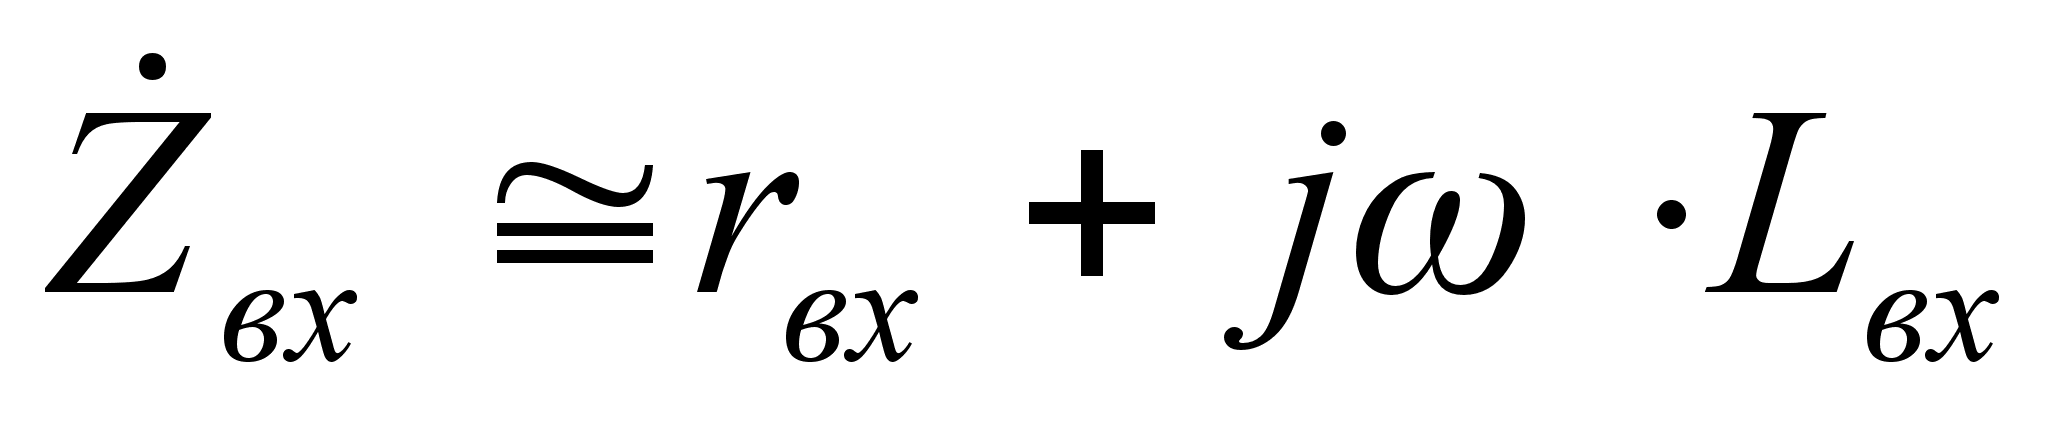 Ż_вх ≅ r_вх + jω · L_вх